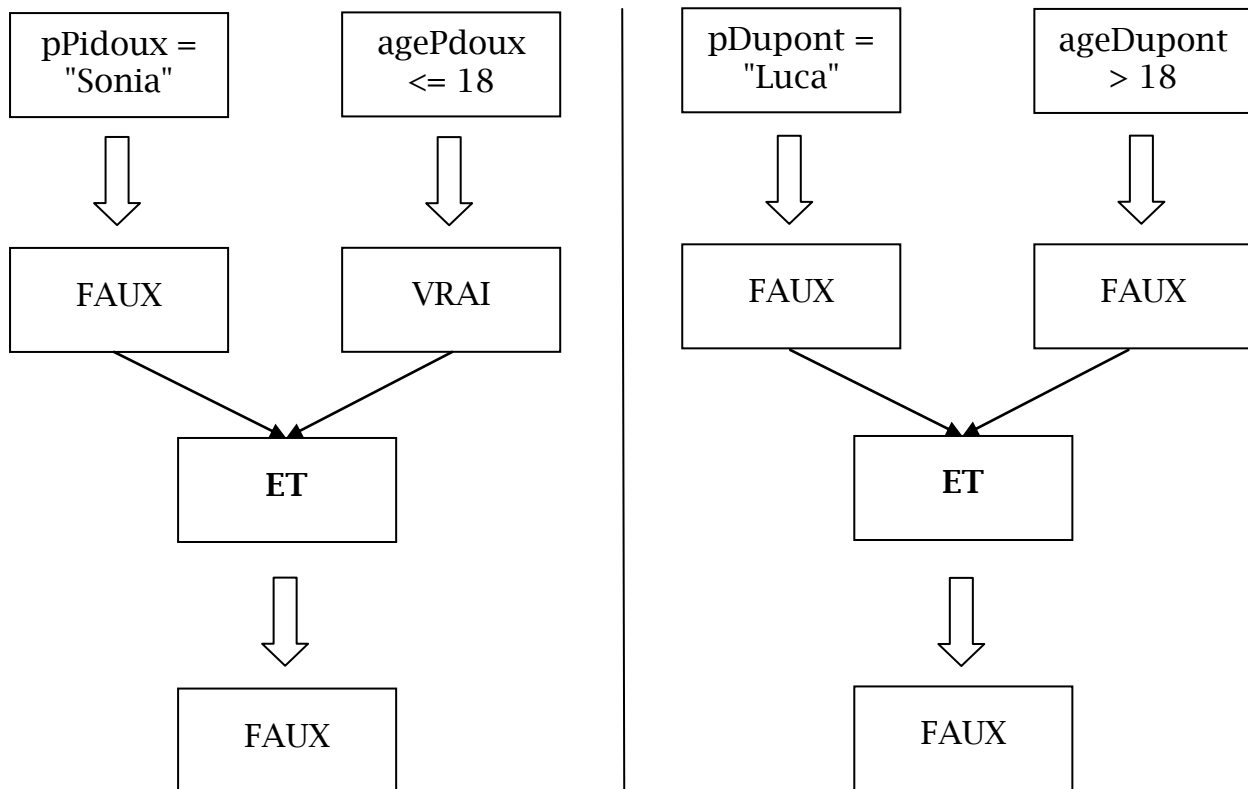 pPidoux =
"Sonia"
agePdoux
<= 18
pDupont =
"Luca"
ageDupont
> 18
FAUX
VRAI
FAUX
FAUX
ET
ET
FAUX
FAUX